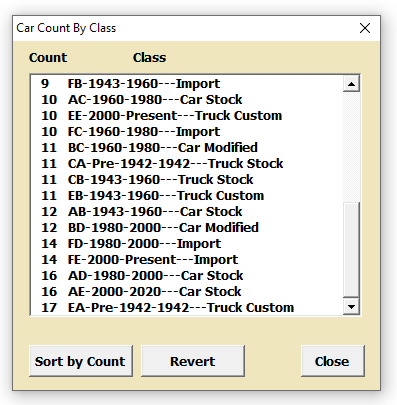 Car Count By Class
Count Class
9 FB-1943-1960---Import
10 AC-1960-1980---Car Stock
10 EE-2000-Present---Truck Custom
10 FC-1960-1980---Import
11 BC-1960-1980---Car Modified
11 CA-Pre-1942-1942---Truck Stock
11 CB-1943-1960---Truck Stock
11 EB-1943-1960---Truck Custom
12 AB-1943-1960---Car Stock
12 BD-1980-2000---Car Modified
14 FD-1980-2000---Import
14 FE-2000-Present---Import
16 AD-1980-2000---Car Stock
16 AE-2000-2020---Car Stock
17 EA-Pre-1942-1942---Truck Custom
Sort by Count Revert Close